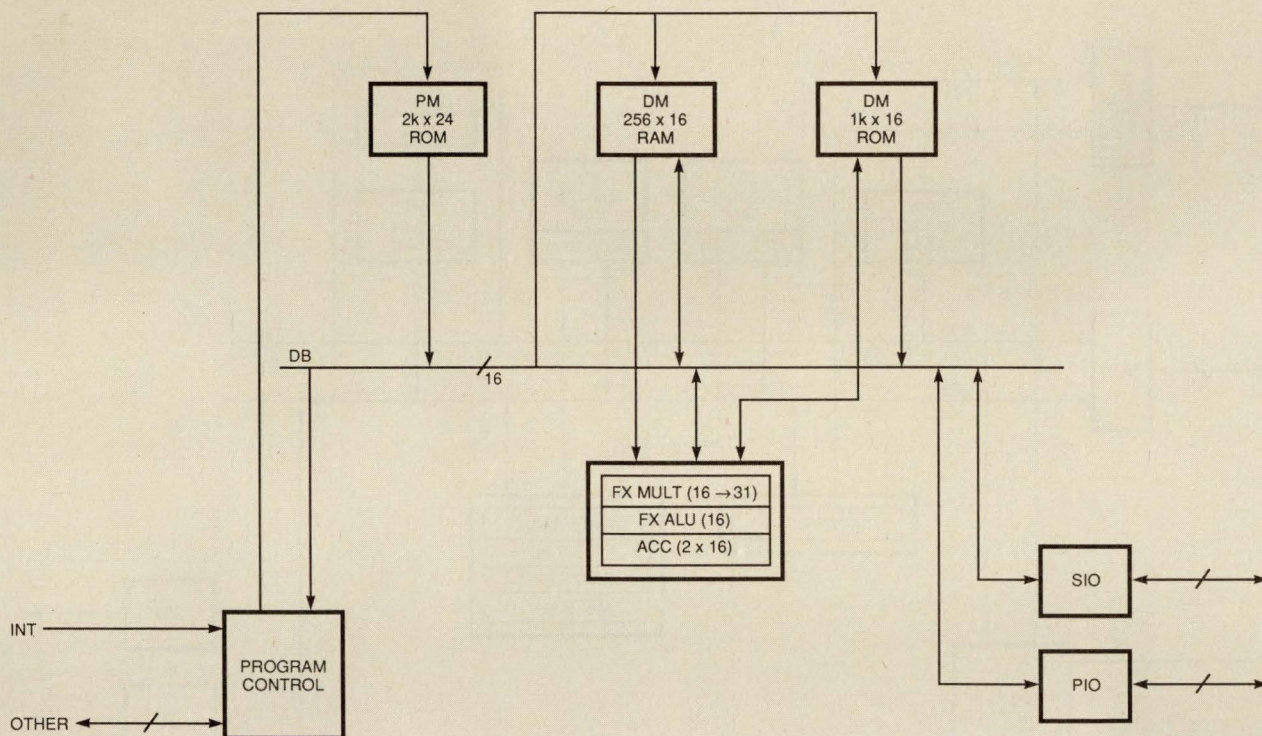 PM
2k x 24
ROM
DM
256 x 16
RAM
DM
1k x 16
ROM
DB
16
FX MULT (16 →31)
FX ALU (16)
ACC (2 x 16)
SIO
INT
PROGRAM
CONTROL
PIO
OTHER